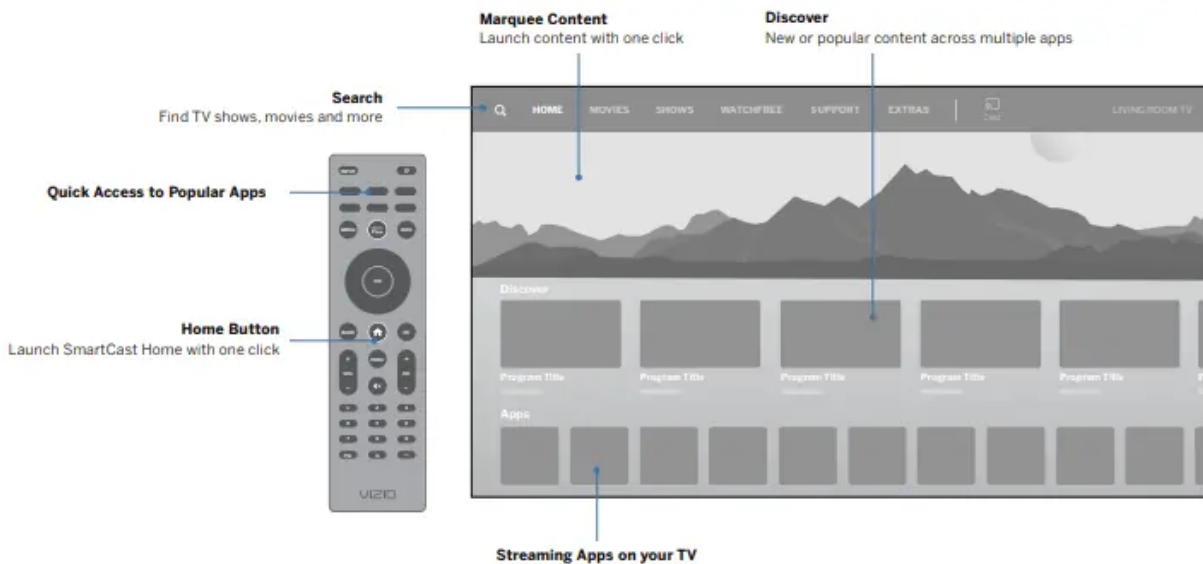 Marquee Content
Launch content with one click
Discover
New or popular content across multiple apps
Search
Find TV shows, movies and more
HOME MOVIES SHOWS WATCHFREE SUPPORT EXTRAS LIVING ROOM TV
Quick Access to Popular Apps
Discover
Home Button
Launch SmartCast Home with one click
Program Title Program Title Program Title Program Title Program Title
Apps
VIZIO
Streaming Apps on your TV